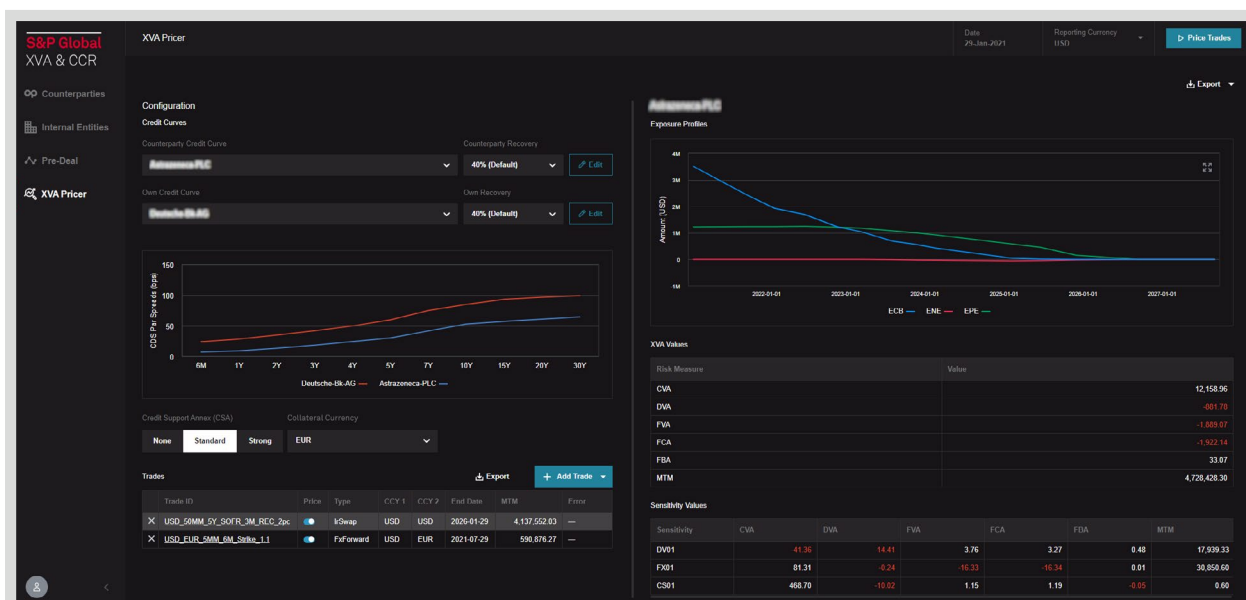 S&P Global
XVA & CCR
Counterparties
Internal Entities
Pre-Deal
XVA Pricer
XVA Pricer
Date
29-Jan-2021
Reporting Currency
USD
Price Trades
Export
Configuration
Credit Curves
Counterparty Credit Curve
Counterparty Recovery
40% (Default)
Edit
Own Credit Curve
Own Recovery
40% (Default)
Edit
CDS Par Spreads (bps)
150
100
50
0
6M 1Y 2Y 3Y 4Y 5Y 7Y 10Y 15Y 20Y 30Y
Deutsche-Bk-AG Astrazeneca-PLC
Credit Support Annex (CSA) Collateral Currency
None Standard Strong EUR
Trades Export + Add Trade
Trade ID Price Type CCY 1 CCY 2 End Date MTM Error
USD_50MM_5Y_SOFR_3M_REC_2pc IrSwap USD USD 2026-01-29 4,137,552.03 —
USD_EUR_5MM_6M_Strike_1.1 FxForward USD EUR 2021-07-29 590,876.27 —
Exposure Profiles
Amount (USD)
4M
3M
2M
1M
0
-1M
2022-01-01 2023-01-01 2024-01-01 2025-01-01 2026-01-01 2027-01-01
ECB ENE EPE
XVA Values
Risk Measure Value
CVA 12,158.96
DVA
FVA -1,889.07
FCA -1,922.14
FBA 33.07
MTM 4,728,428.30
Sensitivity Values
Sensitivity CVA DVA FVA FCA FBA MTM
DV01 41.36 14.41 3.76 3.27 0.48 17,939.33
FX01 81.31 -0.24 -16.33 -16.34 0.01 30,850.60
CS01 468.70 -10.02 1.15 1.19 -0.05 0.60